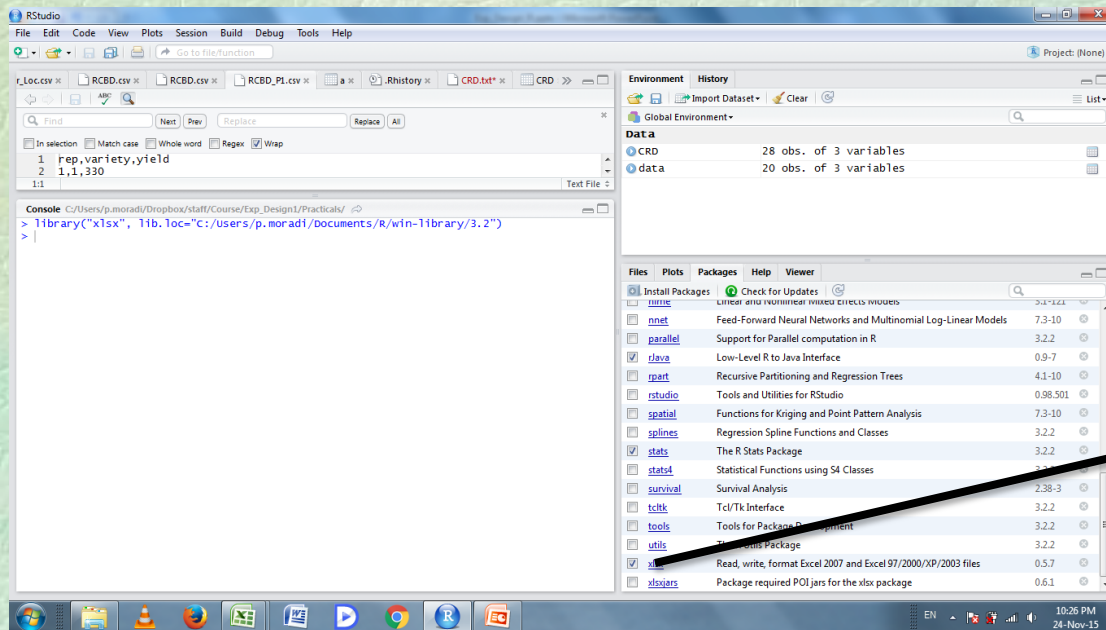 RStudio
File Edit Code View Plots Session Build Debug Tools Help
Go to file/function
Project: (None)
r_Loc.csv RCBD.csv RCBD.csv RCBD_P1.csv a .Rhistory CRD.txt* CRD
ABC
Find Next Prev Replace Replace All
In selection Match case Whole word Regex Wrap
1 rep,variety,yield
2 1,1,330
1:1 Text File
Console C:/Users/p.moradi/Dropbox/staff/Course/Exp_Design1/Practicals/
> library("xlsx", lib.loc="C:/Users/p.moradi/Documents/R/win-library/3.2")
>
Environment History
Import Dataset Clear List
Global Environment
Data
CRD 28 obs. of 3 variables
data 20 obs. of 3 variables
Files Plots Packages Help Viewer
Install Packages Check for Updates
nlme Linear and Nonlinear Mixed Effects Models 3.1-121
nnet Feed-Forward Neural Networks and Multinomial Log-Linear Models 7.3-10
parallel Support for Parallel computation in R 3.2.2
rJava Low-Level R to Java Interface 0.9-7
rpart Recursive Partitioning and Regression Trees 4.1-10
rstudio Tools and Utilities for RStudio 0.98.501
spatial Functions for Kriging and Point Pattern Analysis 7.3-10
splines Regression Spline Functions and Classes 3.2.2
stats The R Stats Package 3.2.2
stats4 Statistical Functions using S4 Classes
survival Survival Analysis 2.38-3
tcltk Tcl/Tk Interface 3.2.2
tools Tools for Package 3.2.2
utils Package 3.2.2
Read, write, format Excel 2007 and Excel 97/2000/XP/2003 files 0.5.7
xlsxjars Package required POI jars for the xlsx package 0.6.1
EN 10:26 PM
24-Nov-15